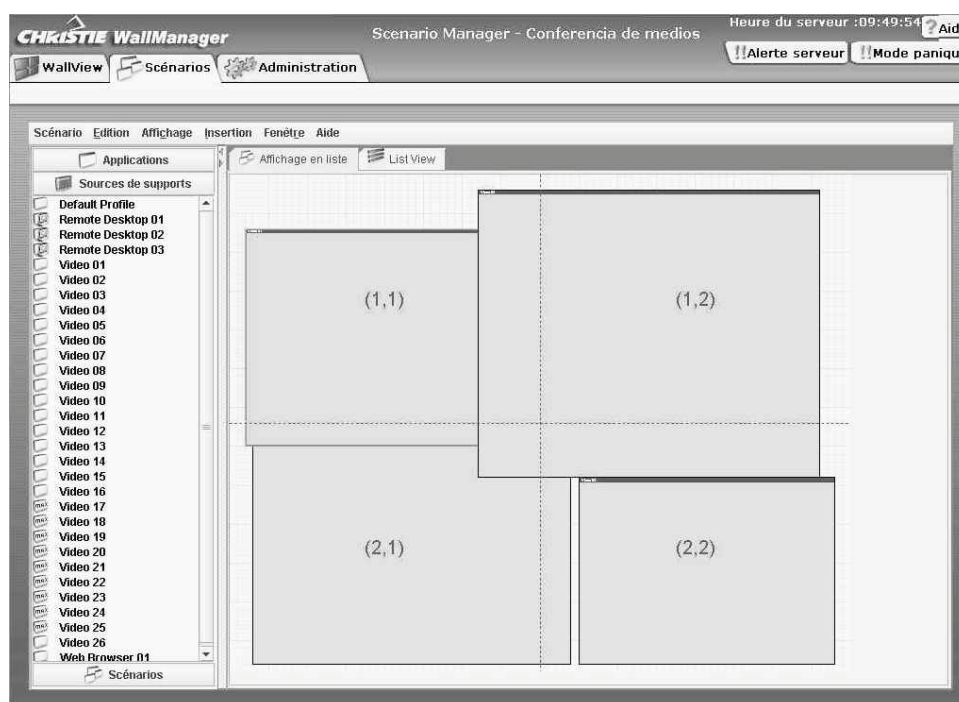 CHRISTIE WallManager
Scenario Manager - Conferencia de medios
Heure du serveur :09:49:54
?Aid
!!Alerte serveur
!!Mode paniqu
WallView
Scénarios
Administration
Scénario Edition Affichage Insertion Fenêtre Aide
Applications
Sources de supports
Affichage en liste
List View
Default Profile
Remote Desktop 01
Remote Desktop 02
Remote Desktop 03
Video 01
Video 02
Video 03
Video 04
Video 05
Video 06
Video 07
Video 08
Video 09
Video 10
Video 11
Video 12
Video 13
Video 14
Video 15
Video 16
Video 17
Video 18
Video 19
Video 20
Video 21
Video 22
Video 23
Video 24
Video 25
Video 26
Web Browser 01
Scénarios
(1,1)
(1,2)
(2,1)
(2,2)